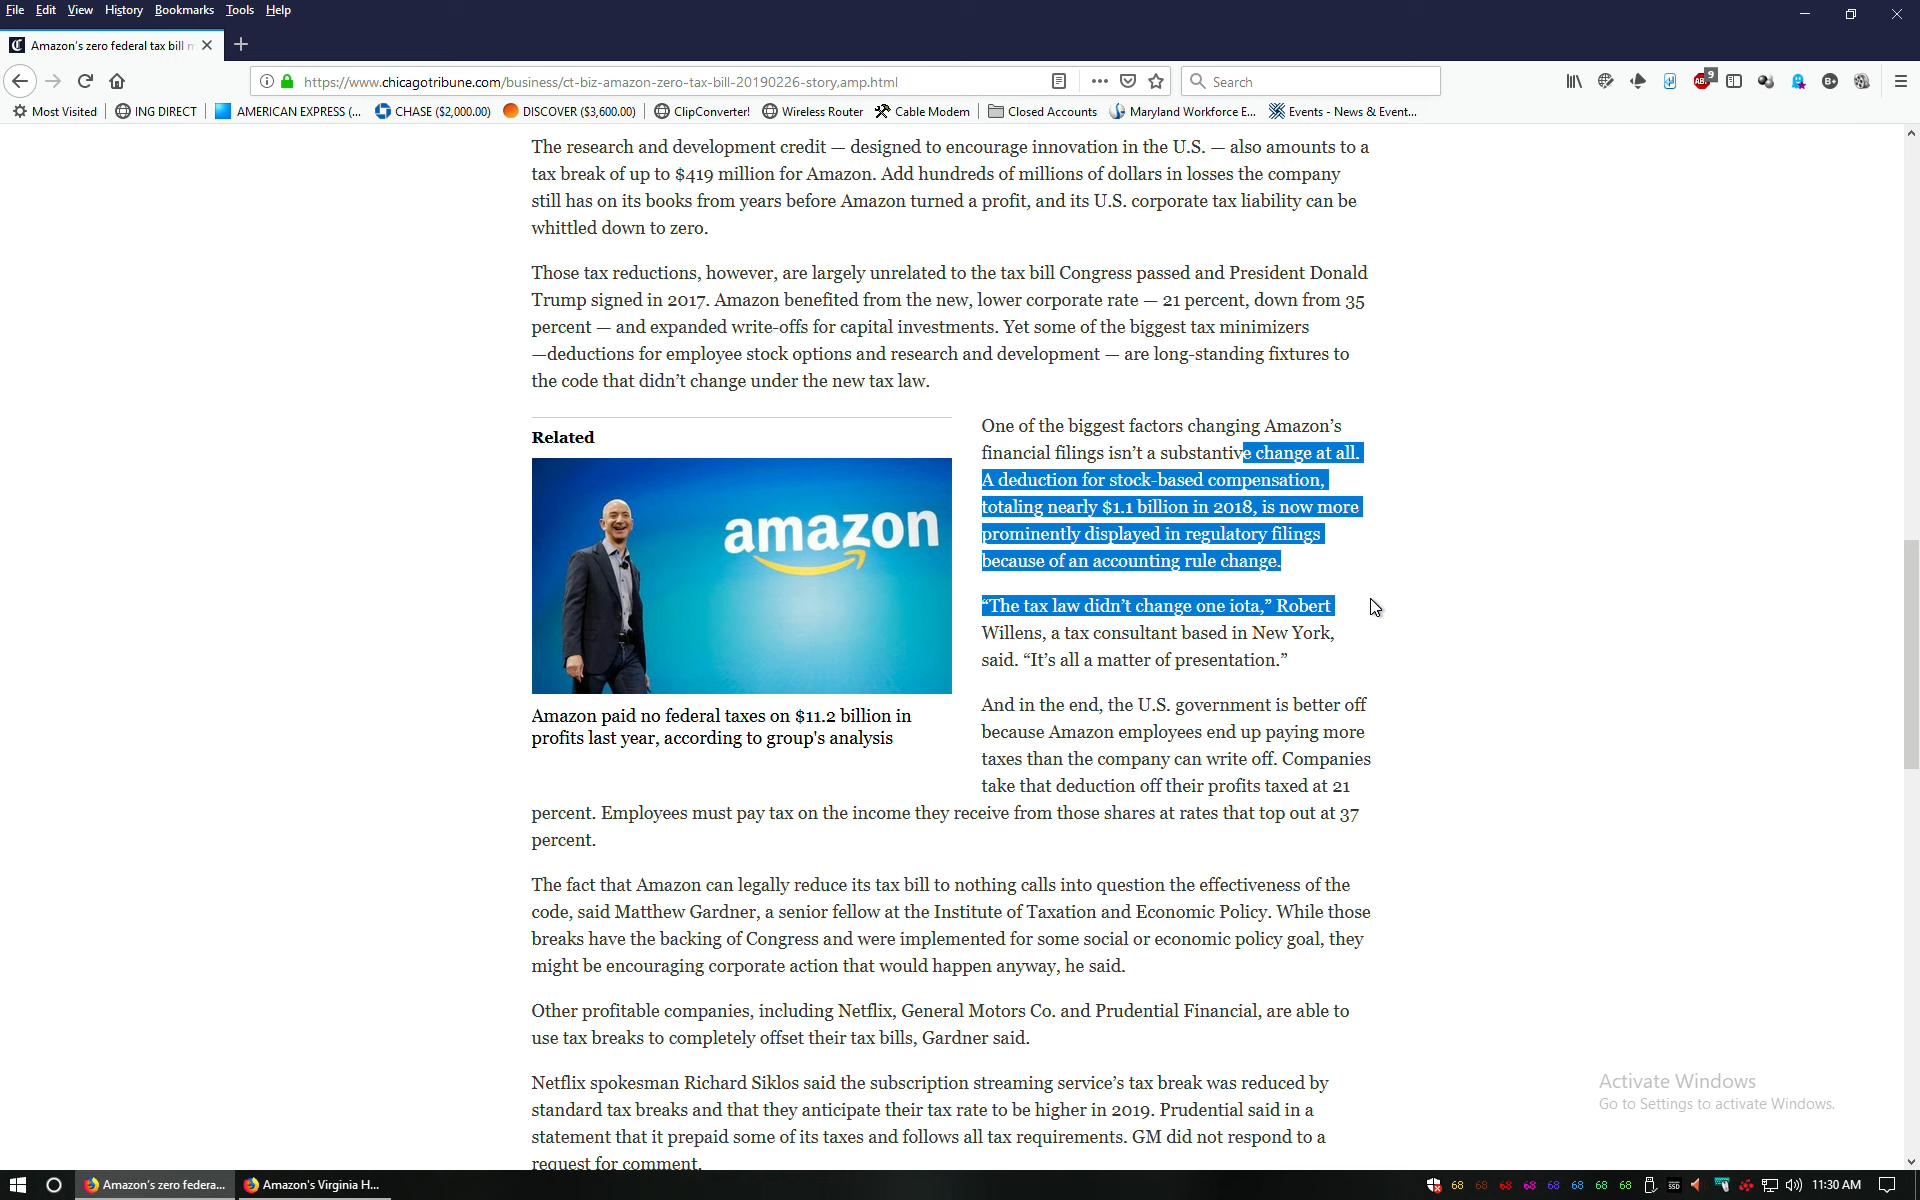 File Edit View History Bookmarks Tools Help
Amazon's zero federal tax bill
https://www.chicagotribune.com/business/ct-biz-amazon-zero-tax-bill-20190226-story,amp.html
Search
ABP 9
B+
Most Visited ING DIRECT AMERICAN EXPRESS (... CHASE ($2,000.00) DISCOVER ($3,600.00) ClipConverter! Wireless Router Cable Modem Closed Accounts Maryland Workforce E... Events - News & Event...
The research and development credit — designed to encourage innovation in the U.S. — also amounts to a
tax break of up to $419 million for Amazon. Add hundreds of millions of dollars in losses the company
still has on its books from years before Amazon turned a profit, and its U.S. corporate tax liability can be
whittled down to zero.
Those tax reductions, however, are largely unrelated to the tax bill Congress passed and President Donald
Trump signed in 2017. Amazon benefited from the new, lower corporate rate — 21 percent, down from 35
percent — and expanded write-offs for capital investments. Yet some of the biggest tax minimizers
—deductions for employee stock options and research and development — are long-standing fixtures to
the code that didn't change under the new tax law.
Related
amazon
Amazon paid no federal taxes on $11.2 billion in
profits last year, according to group's analysis
One of the biggest factors changing Amazon's
financial filings isn't a substantive change at all.
A deduction for stock-based compensation,
totaling nearly $1.1 billion in 2018, is now more
prominently displayed in regulatory filings
because of an accounting rule change.
“The tax law didn't change one iota,” Robert
Willens, a tax consultant based in New York,
said. “It's all a matter of presentation.”
And in the end, the U.S. government is better off
because Amazon employees end up paying more
taxes than the company can write off. Companies
take that deduction off their profits taxed at 21
percent. Employees must pay tax on the income they receive from those shares at rates that top out at 37
percent.
The fact that Amazon can legally reduce its tax bill to nothing calls into question the effectiveness of the
code, said Matthew Gardner, a senior fellow at the Institute of Taxation and Economic Policy. While those
breaks have the backing of Congress and were implemented for some social or economic policy goal, they
might be encouraging corporate action that would happen anyway, he said.
Other profitable companies, including Netflix, General Motors Co. and Prudential Financial, are able to
use tax breaks to completely offset their tax bills, Gardner said.
Netflix spokesman Richard Siklos said the subscription streaming service's tax break was reduced by
standard tax breaks and that they anticipate their tax rate to be higher in 2019. Prudential said in a
statement that it prepaid some of its taxes and follows all tax requirements. GM did not respond to a
request for comment.
Activate Windows
Go to Settings to activate Windows.
Amazon's zero federa... Amazon's Virginia H... 68 68 68 68 68 68 68 68 SSD 11:30 AM